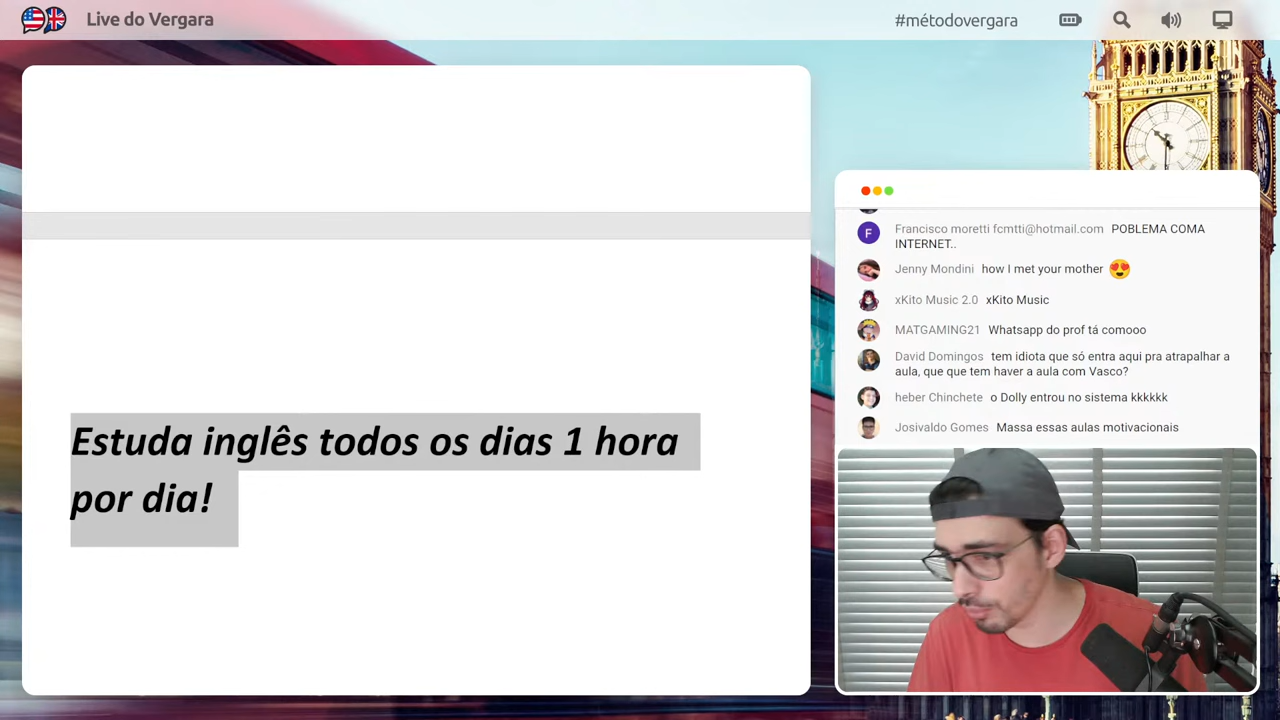 Live do Vergara
#métodovergara
Estuda inglês todos os dias 1 hora
por dia!
F
Francisco moretti fcmtti@hotmail.com POBLEMA COMA
INTERNET..
Jenny Mondini how I met your mother 😍
xKito Music 2.0 xKito Music
MATGAMING21 Whatsapp do prof tá comooo
David Domingos tem idiota que só entra aqui pra atrapalhar a
aula, que que tem haver a aula com Vasco?
heber Chinchete o Dolly entrou no sistema kkkkkk
Josivaldo Gomes Massa essas aulas motivacionais